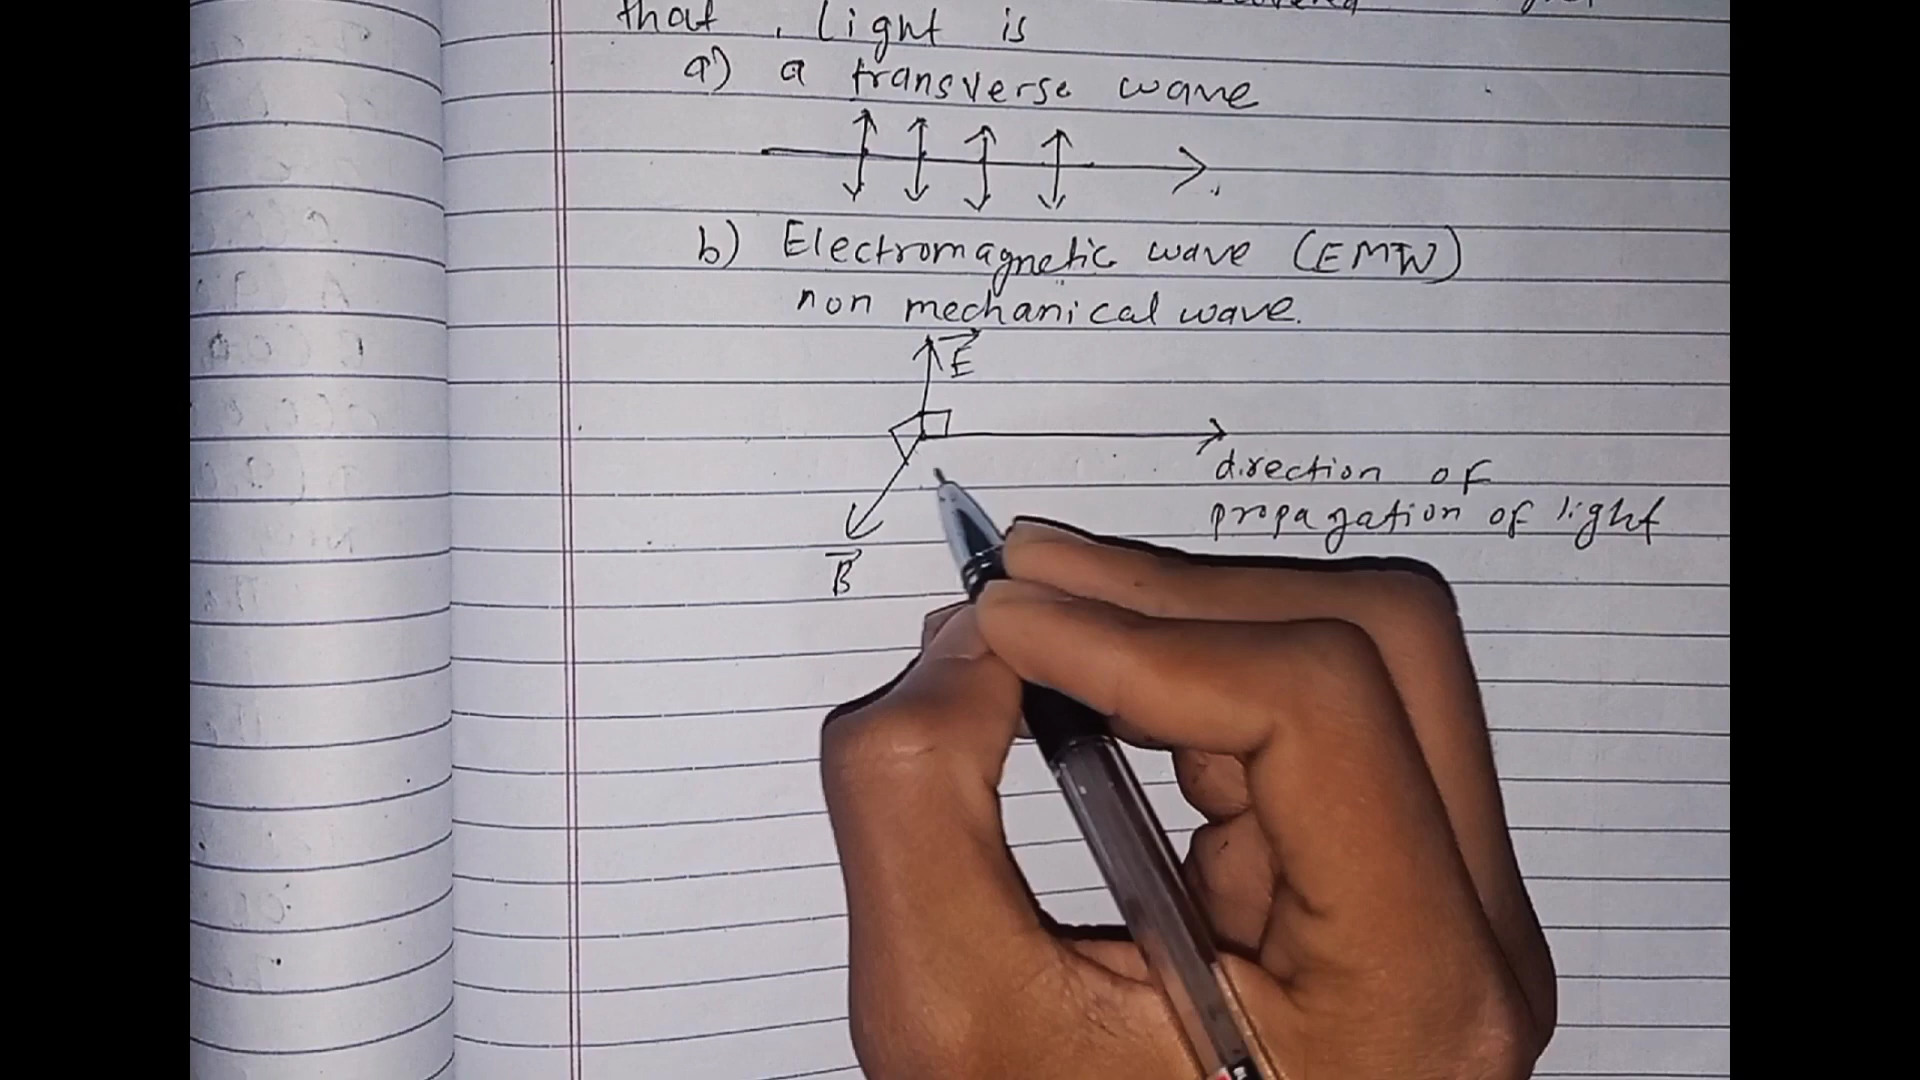 that , light is
a) a transverse wave
b) Electromagnetic wave (EMW)
non mechanical wave.
E
direction of
propagation of light
B